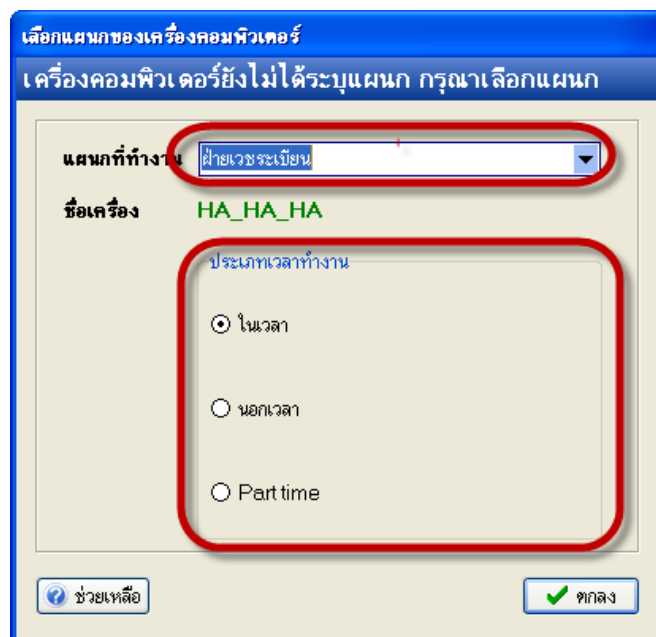 เลือกแผนกของเครื่องคอมพิวเตอร์
เครื่องคอมพิวเตอร์ยังไม่ได้ระบุแผนก กรุณาเลือกแผนก
แผนกที่ทำงาน ฝ่ายเวชระเบียน
ชื่อเครื่อง HA_HA_HA
ประเภทเวลาทำงาน
ในเวลา
นอกเวลา
Part time
ช่วยเหลือ ตกลง